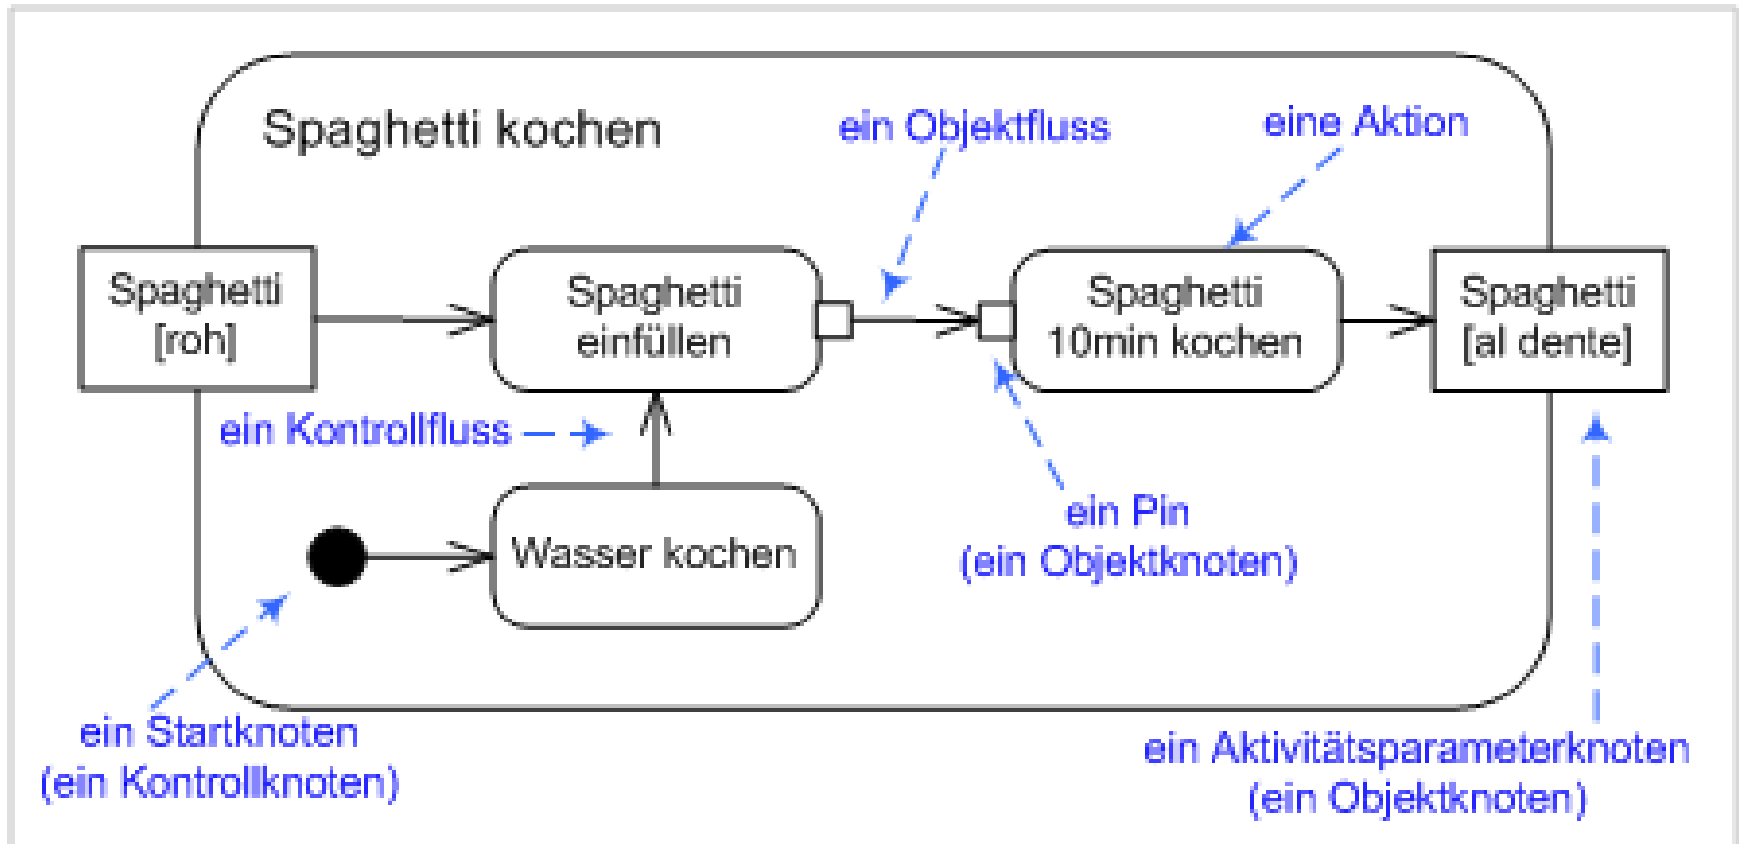 Spaghetti kochen
ein Objektfluss
eine Aktion
Spaghetti
[roh]
Spaghetti
einfüllen
Spaghetti
10min kochen
Spaghetti
[al dente]
ein Kontrollfluss
Wasser kochen
ein Pin
(ein Objektknoten)
ein Startknoten
(ein Kontrollknoten)
ein Aktivitätsparameterknoten
(ein Objektknoten)